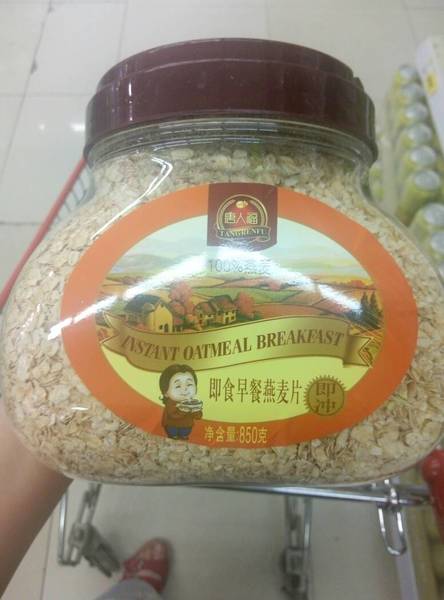 唐人福
TANGRENFU
100%燕麦
INSTANT OATMEAL BREAKFAST
即食早餐燕麦片
即冲
净含量:850克